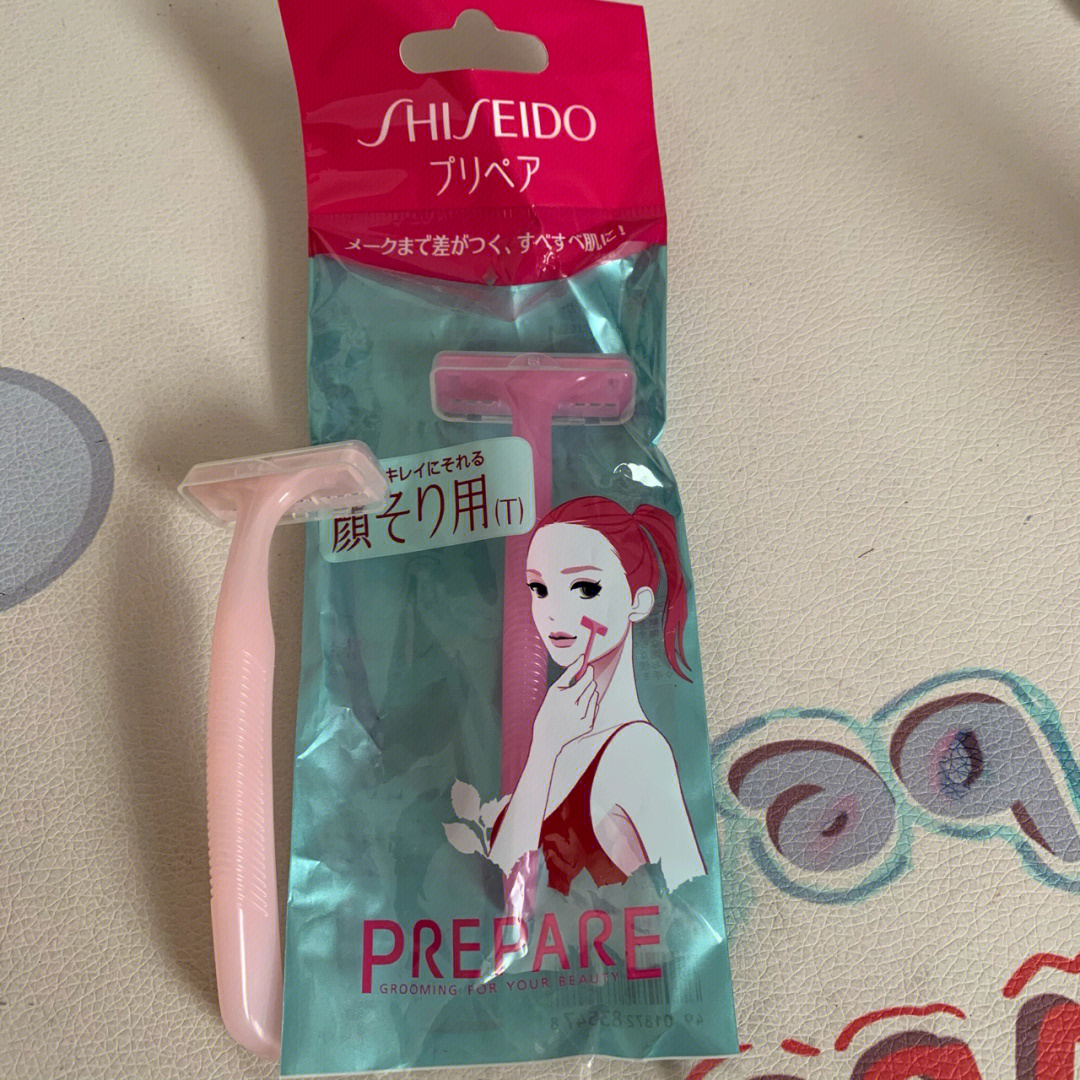 SHISEIDO
プリペア
メークまで差がつく、すべすべ肌に!
キレイにそれる
顔そり用(T)
PREPARE
GROOMING FOR YOUR BEAUTY